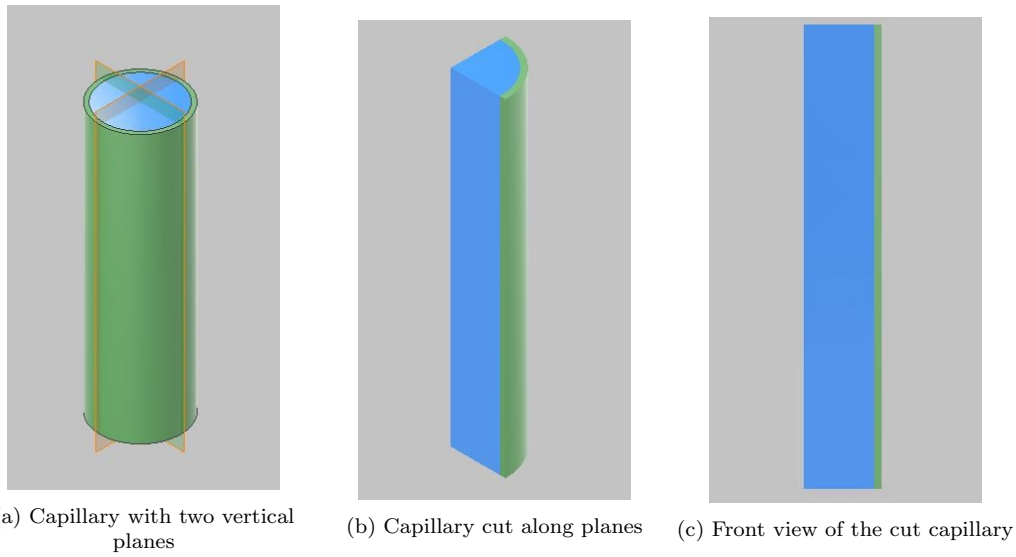 a) Capillary with two vertical
planes
(b) Capillary cut along planes
(c) Front view of the cut capillary